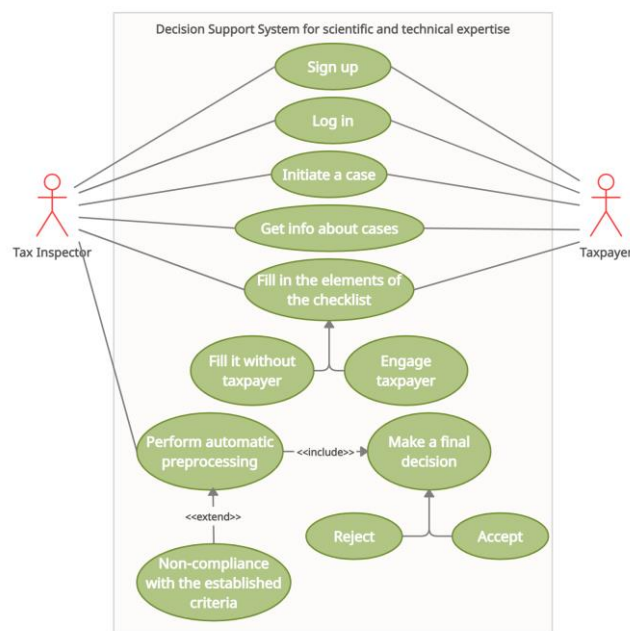 Decision Support System for scientific and technical expertise
Sign up
Log in
Initiate a case
Get info about cases
Tax Inspector
Taxpayer
Fill in the elements of
the checklist
Fill it without
taxpayer
Engage
taxpayer
Perform automatic
preprocessing
<<include>>
Make a final
decision
<<extend>>
Reject
Accept
Non-compliance
with the established
criteria